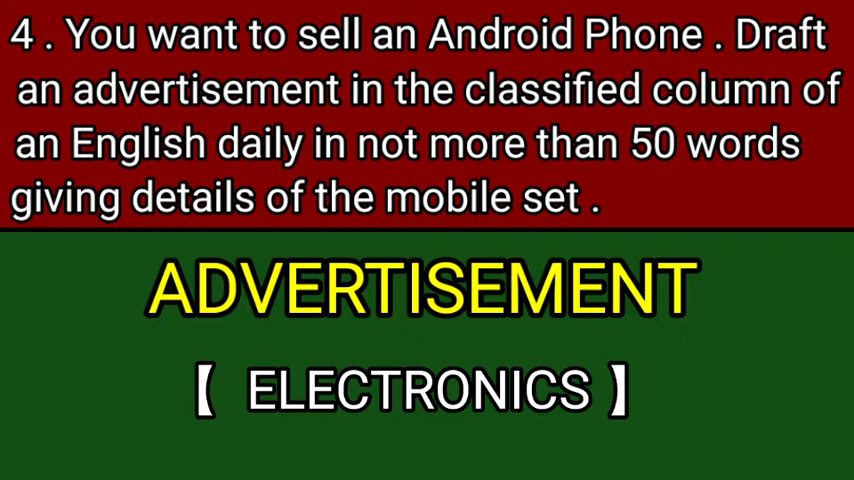 4 . You want to sell an Android Phone . Draft
an advertisement in the classified column of
an English daily in not more than 50 words
giving details of the mobile set .
ADVERTISEMENT
【 ELECTRONICS 】